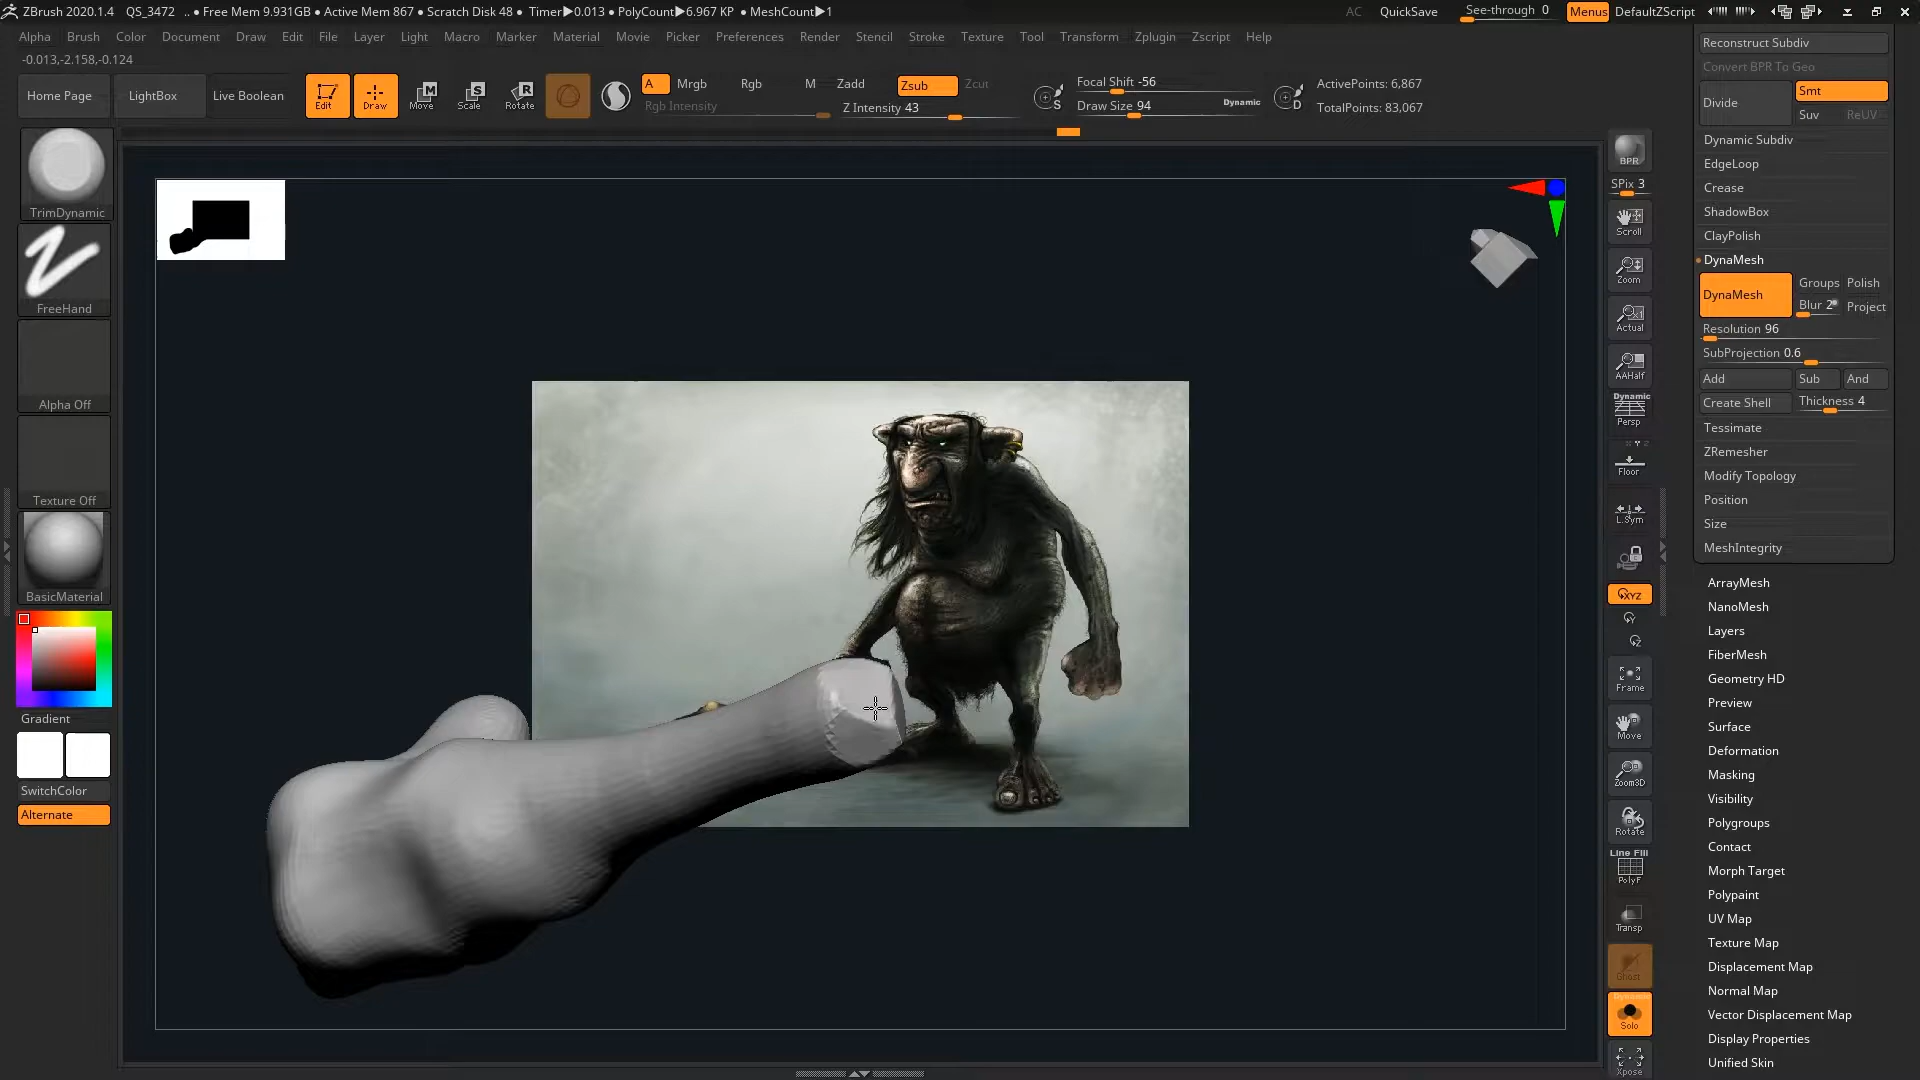 ZBrush 2020.1.4 QS_3472 .. ● Free Mem 9.931GB ● Active Mem 867 ● Scratch Disk 48 ● Timer▶0.013 ● PolyCount▶6.967 KP ● MeshCount▶1 AC QuickSave See-through 0 Menus DefaultZScript
Alpha Brush Color Document Draw Edit File Layer Light Macro Marker Material Movie Picker Preferences Render Stencil Stroke Texture Tool Transform Zplugin Zscript Help
-0.013,-2.158,-0.124
Home Page LightBox Live Boolean Edit Draw Move Scale Rotate
A Mrgb Rgb M Zadd Zsub Zcut
Rgb Intensity Z Intensity 43
S Focal Shift -56
Draw Size 94 Dynamic D
ActivePoints: 6,867
TotalPoints: 83,067
TrimDynamic
FreeHand
Alpha Off
Texture Off
BasicMaterial
Gradient
SwitchColor
Alternate
BPR
SPix 3
Scroll
Zoom
Actual
AAHalf
Dynamic
Persp
Floor
L.Sym
XYZ
Y
Z
Frame
Move
Zoom3D
Rotate
Line Fill
PolyF
Transp
Ghost
Dynamic
Solo
Xpose
Reconstruct Subdiv
Convert BPR To Geo
Divide Smt
Suv ReUV
Dynamic Subdiv
EdgeLoop
Crease
ShadowBox
ClayPolish
DynaMesh
DynaMesh Groups Polish
Blur 2 Project
Resolution 96
SubProjection 0.6
Add Sub And
Create Shell Thickness 4
Tessimate
ZRemesher
Modify Topology
Position
Size
MeshIntegrity
ArrayMesh
NanoMesh
Layers
FiberMesh
Geometry HD
Preview
Surface
Deformation
Masking
Visibility
Polygroups
Contact
Morph Target
Polypaint
UV Map
Texture Map
Displacement Map
Normal Map
Vector Displacement Map
Display Properties
Unified Skin